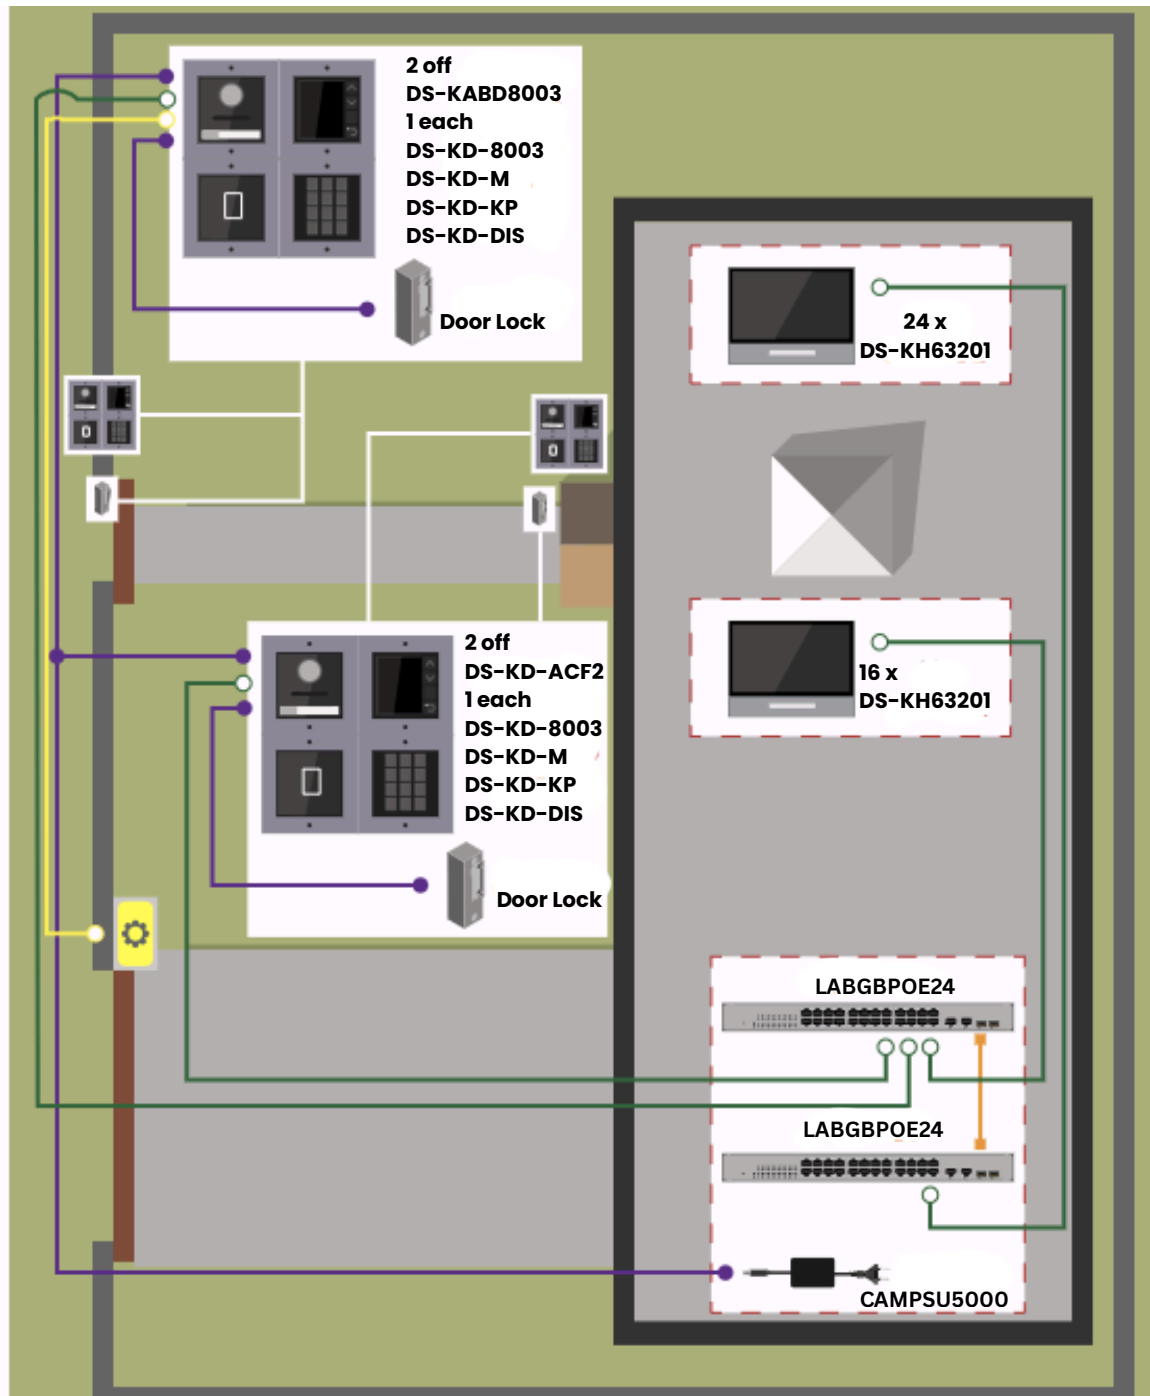 2 off
DS-KABD8003
1 each
DS-KD-8003
DS-KD-M
DS-KD-KP
DS-KD-DIS
Door Lock
24 x
DS-KH63201
2 off
DS-KD-ACF2
1 each
DS-KD-8003
DS-KD-M
DS-KD-KP
DS-KD-DIS
Door Lock
16 x
DS-KH63201
LABGBPOE24
LABGBPOE24
CAMPSU5000